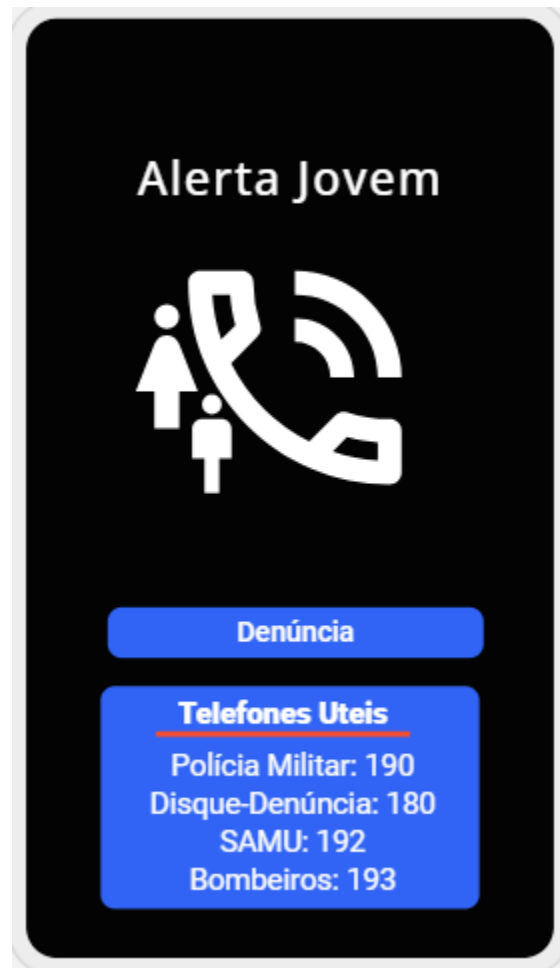 Alerta Jovem
Denúncia
Telefones Uteis
Polícia Militar: 190
Disque-Denúncia: 180
SAMU: 192
Bombeiros: 193